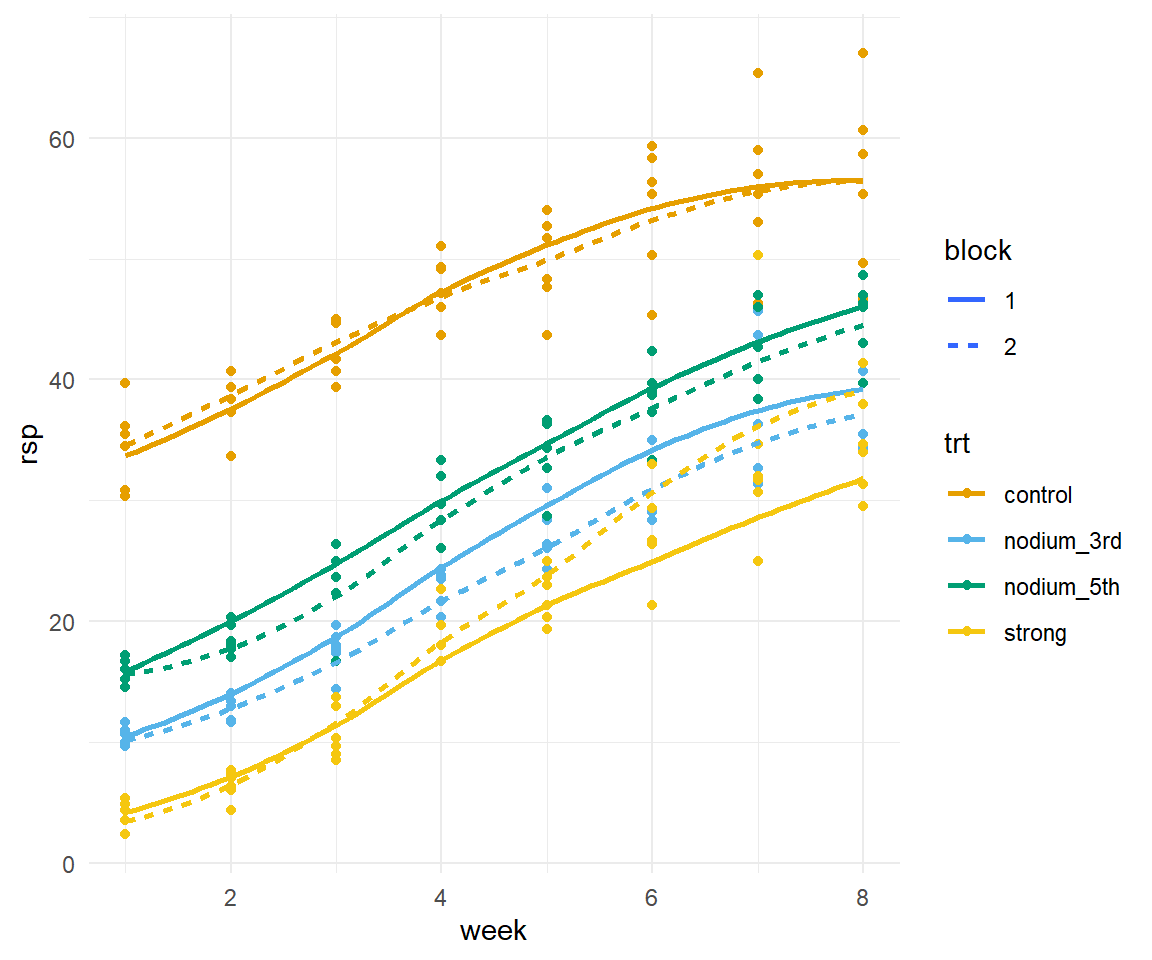 60
40
20
0
2
4
6
8
week
rsp
block
1
2
trt
control
nodium_3rd
nodium_5th
strong